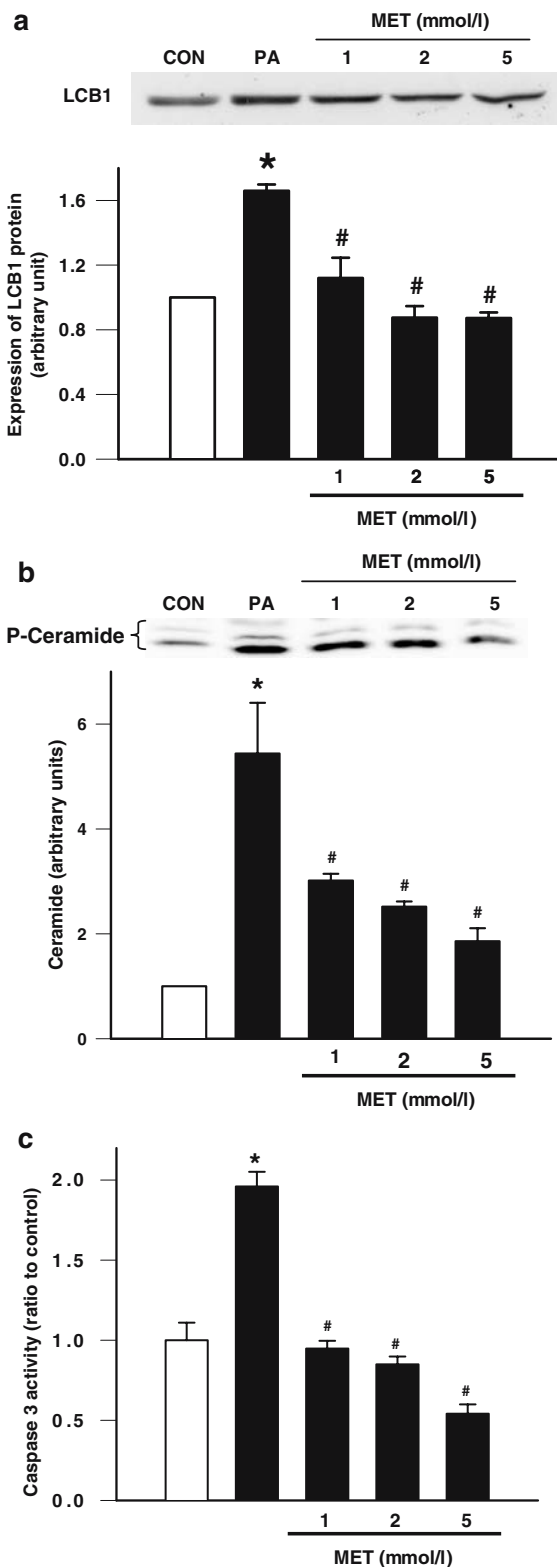 a
MET (mmol/l)
CON PA 1 2 5
LCB1
*
# # #
Expression of LCB1 protein
(arbitrary unit)
1.6
1.2
0.8
0.4
0.0
1 2 5
MET (mmol/l)
b
MET (mmol/l)
CON PA 1 2 5
P-Ceramide
*
# # #
Ceramide (arbitrary units)
6
4
2
0
1 2 5
MET (mmol/l)
c
*
# # #
Caspase 3 activity (ratio to control)
2.0
1.5
1.0
0.5
0.0
1 2 5
MET (mmol/l)